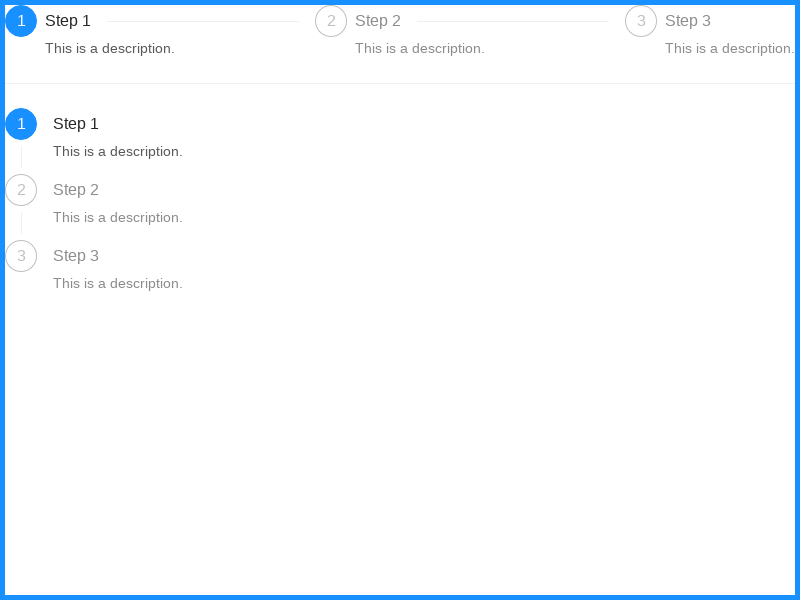 1 Step 1 2 Step 2 3 Step 3
This is a description. This is a description. This is a description.
1 Step 1
This is a description.
2 Step 2
This is a description.
3 Step 3
This is a description.